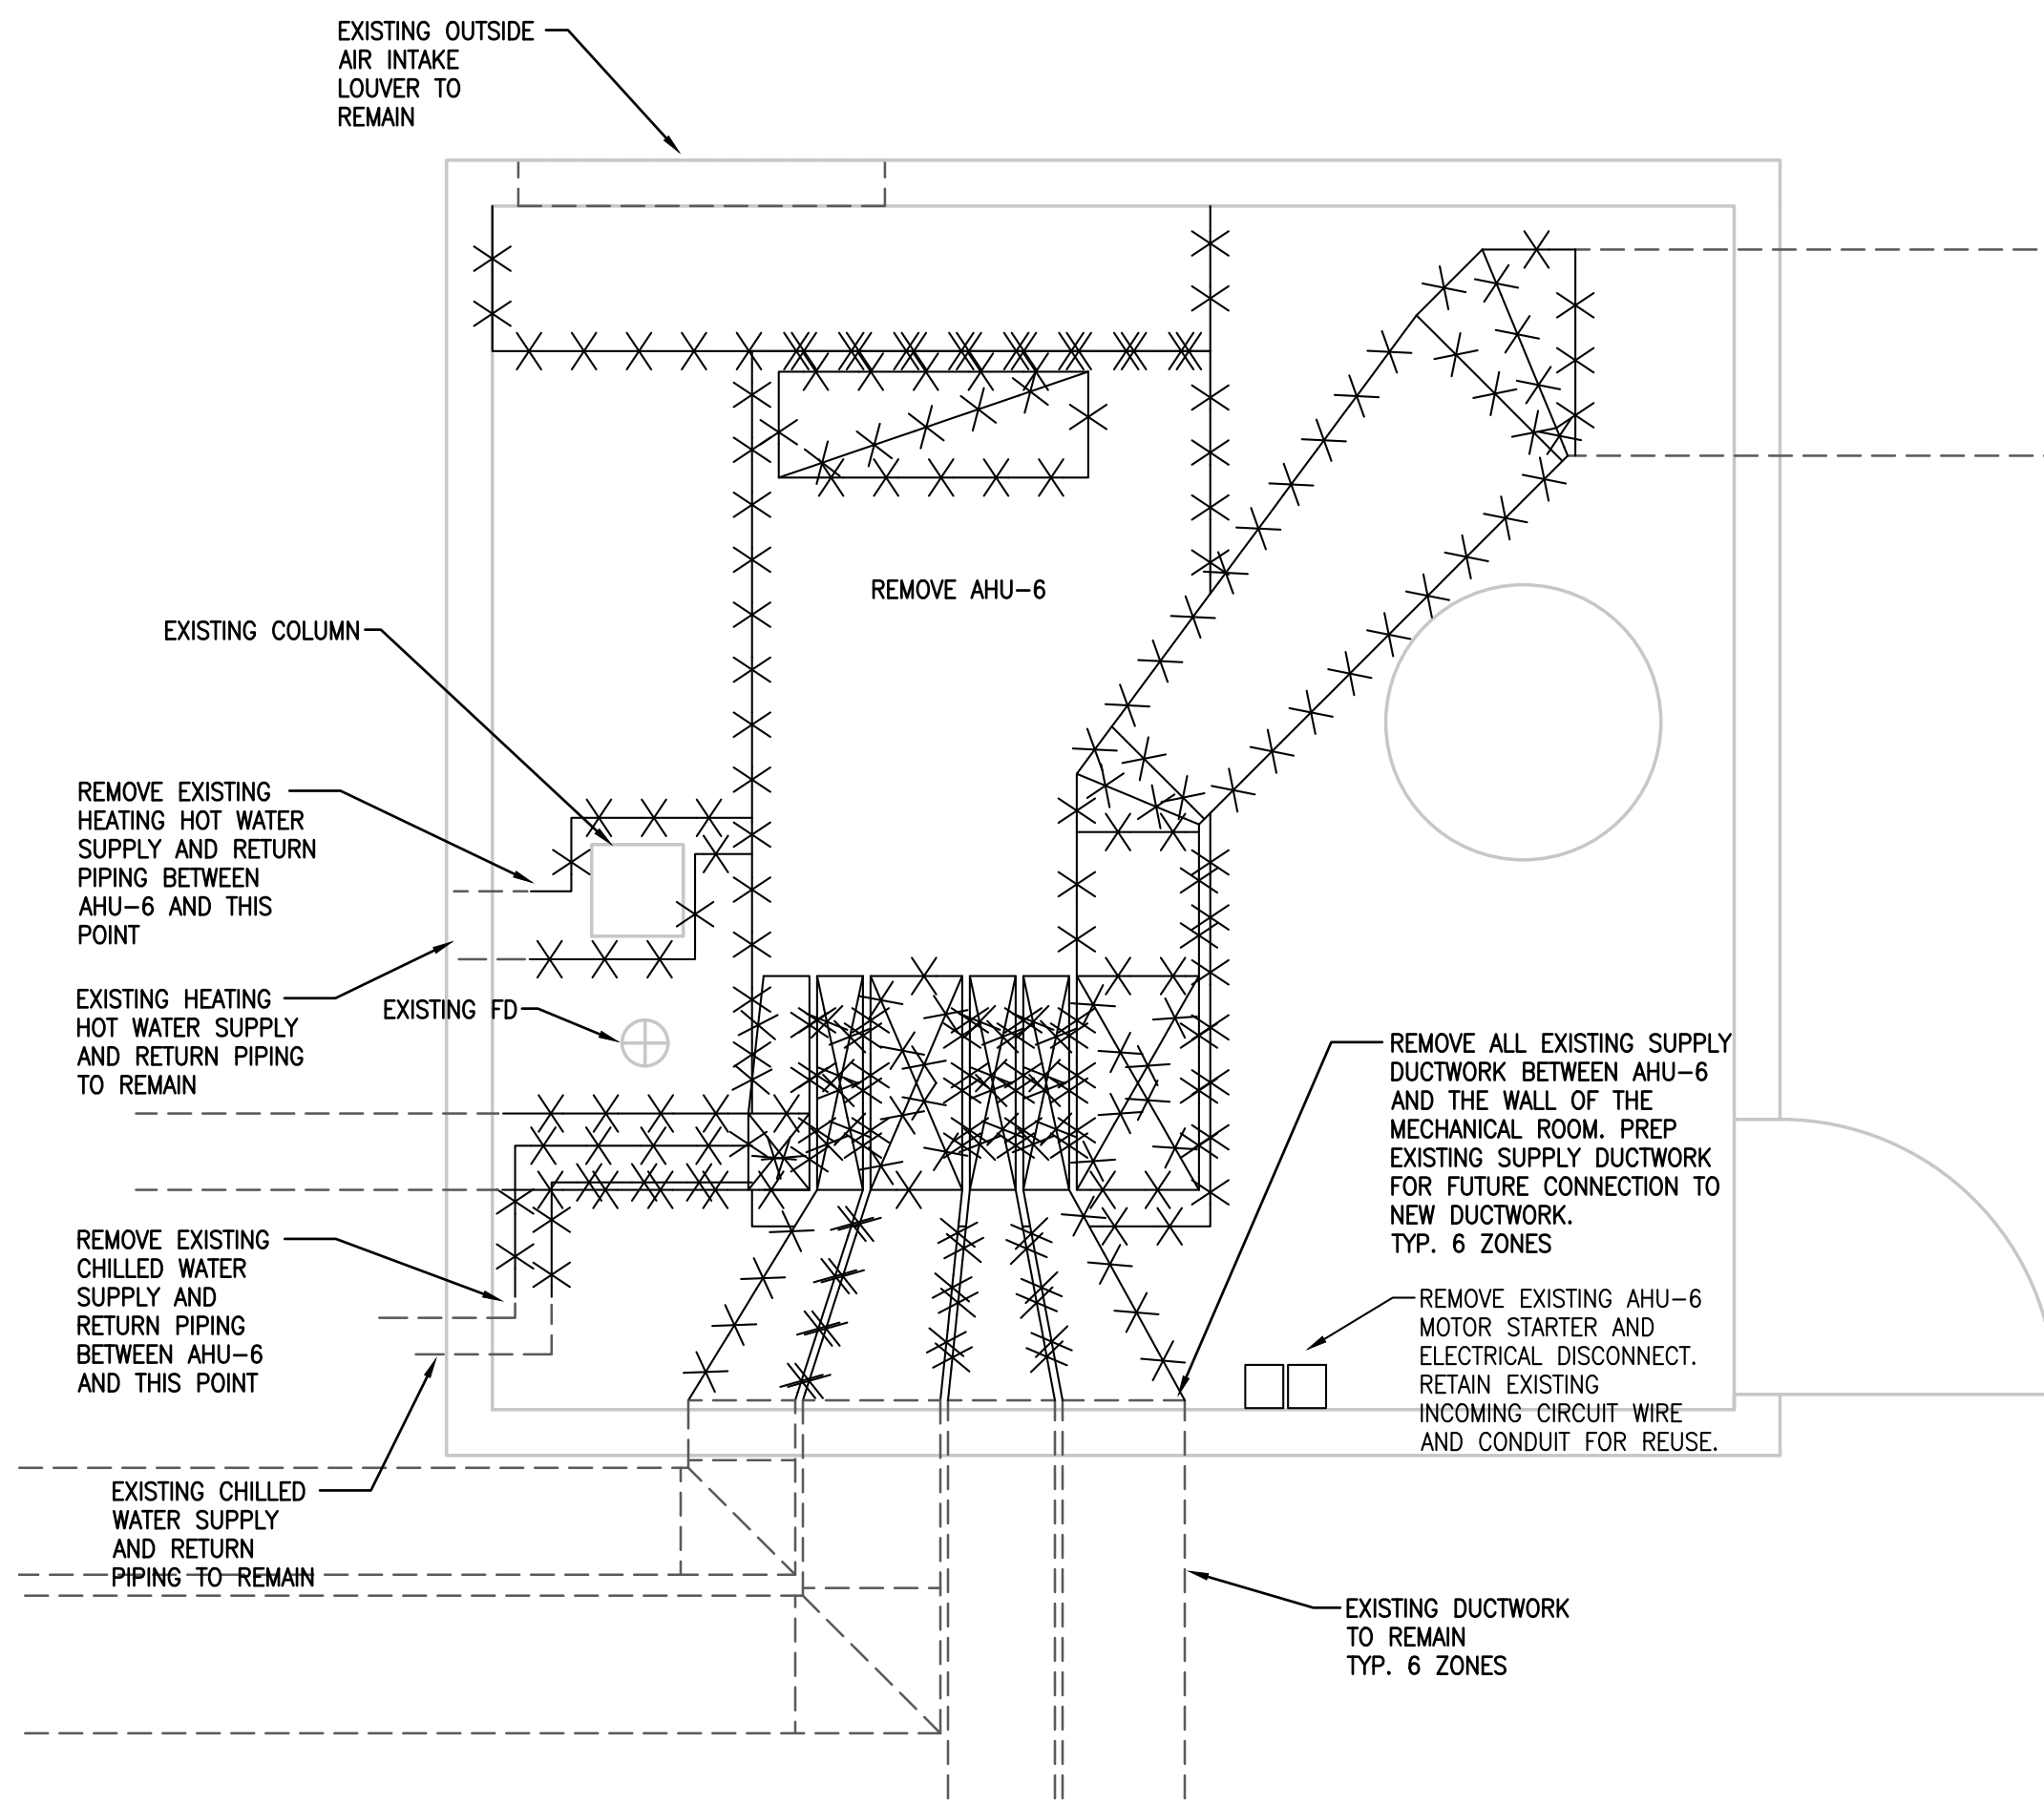 EXISTING OUTSIDE
AIR INTAKE
LOUVER TO
REMAIN
REMOVE AHU-6
EXISTING COLUMN
REMOVE EXISTING
HEATING HOT WATER
SUPPLY AND RETURN
PIPING BETWEEN
AHU-6 AND THIS
POINT
EXISTING HEATING
HOT WATER SUPPLY
AND RETURN PIPING
TO REMAIN
EXISTING FD
REMOVE ALL EXISTING SUPPLY
DUCTWORK BETWEEN AHU-6
AND THE WALL OF THE
MECHANICAL ROOM. PREP
EXISTING SUPPLY DUCTWORK
FOR FUTURE CONNECTION TO
NEW DUCTWORK.
TYP. 6 ZONES
REMOVE EXISTING
CHILLED WATER
SUPPLY AND
RETURN PIPING
BETWEEN AHU-6
AND THIS POINT
REMOVE EXISTING AHU-6
MOTOR STARTER AND
ELECTRICAL DISCONNECT.
RETAIN EXISTING
INCOMING CIRCUIT WIRE
AND CONDUIT FOR REUSE.
EXISTING CHILLED
WATER SUPPLY
AND RETURN
PIPING TO REMAIN
EXISTING DUCTWORK
TO REMAIN
TYP. 6 ZONES